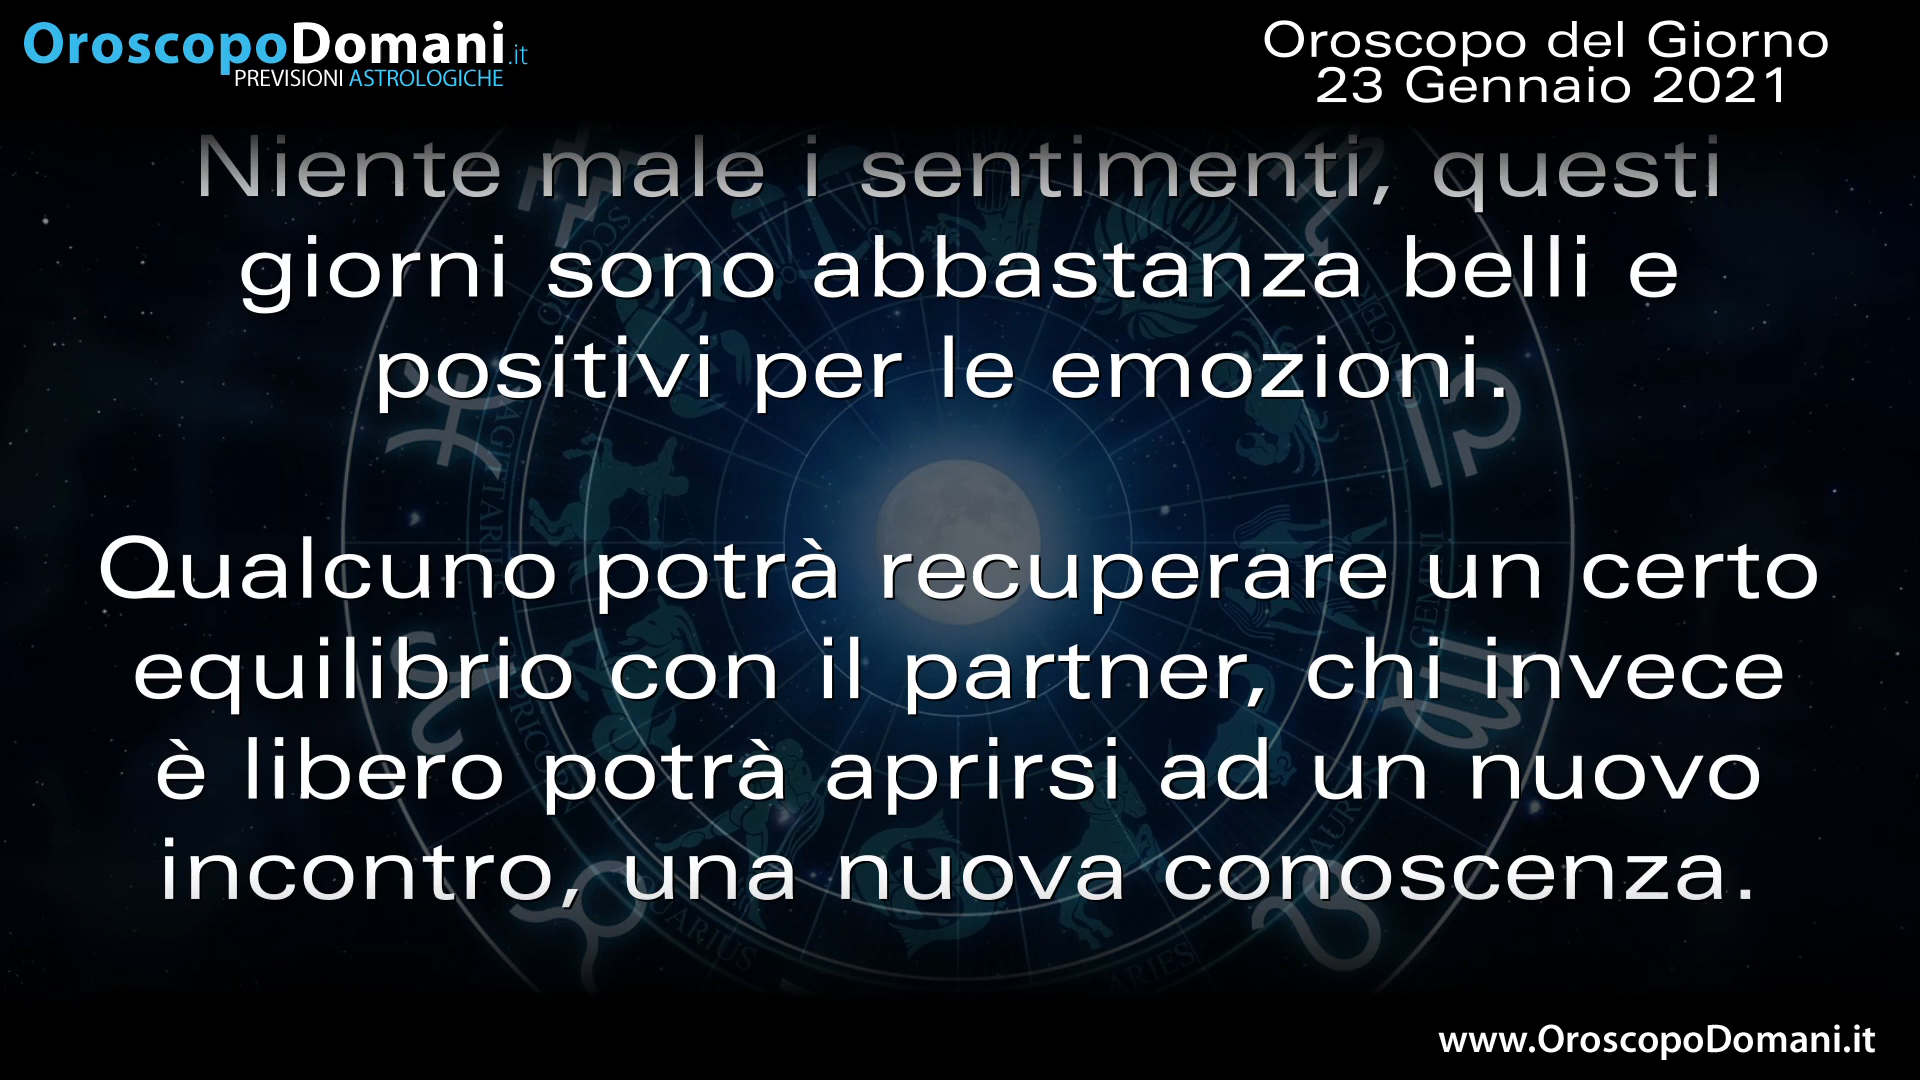 OroscopoDomani.it
PREVISIONI ASTROLOGICHE
Oroscopo del Giorno
23 Gennaio 2021
Niente male i sentimenti, questi
giorni sono abbastanza belli e
positivi per le emozioni.
Qualcuno potrà recuperare un certo
equilibrio con il partner, chi invece
è libero potrà aprirsi ad un nuovo
incontro, una nuova conoscenza.
ARIES
www.OroscopoDomani.it